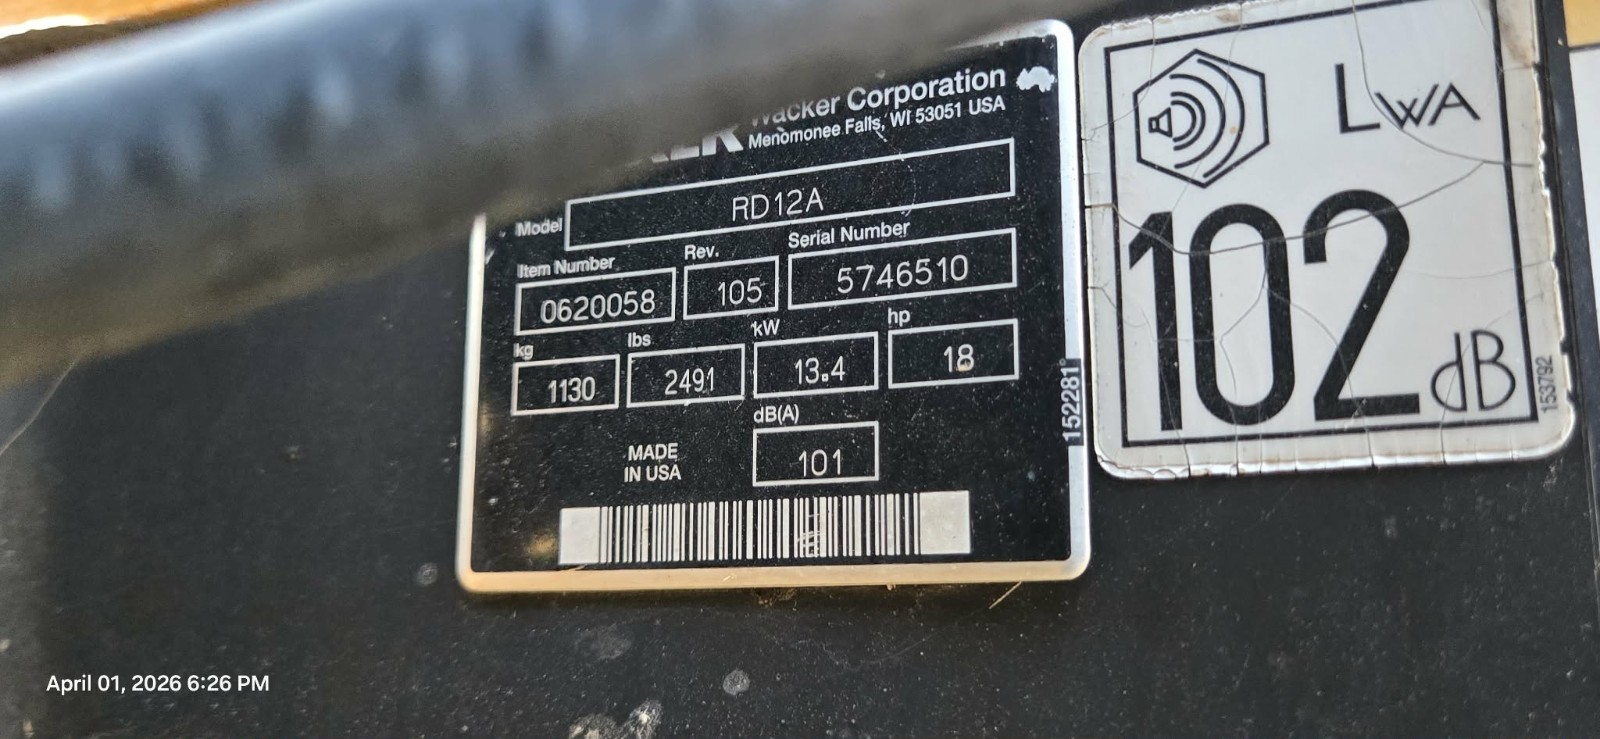 Wacker Corporation
Menomonee Falls, WI 53051 USA
Model RD12A
Item Number Rev. Serial Number
0620058 105 5746510
kg lbs kW hp
1130 2491 13.4 18
dB(A)
MADE
IN USA
101
152281
LWA
102
dB
153792
April 01, 2026 6:26 PM